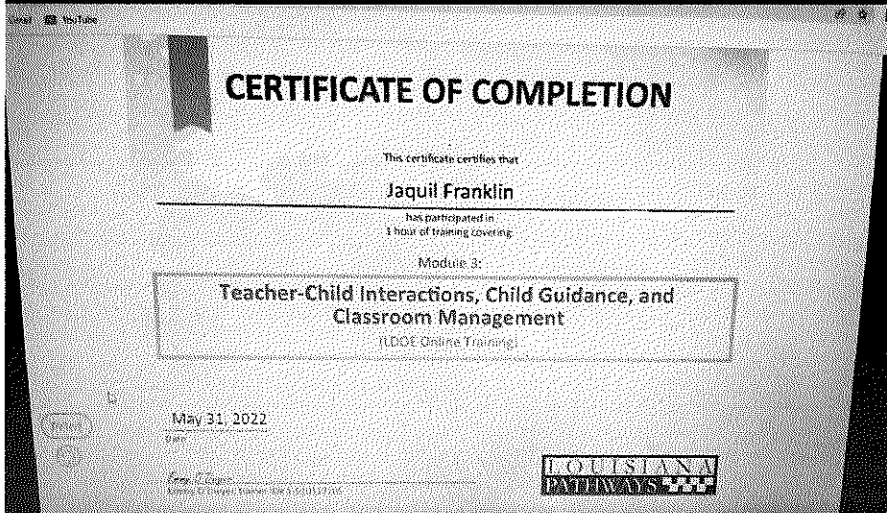 YouTube
CERTIFICATE OF COMPLETION
This certificate certifies that
Jaquil Franklin
has participated in
1 hour of training covering:
Module 3:
Teacher-Child Interactions, Child Guidance, and
Classroom Management
(LDOE Online Training)
May 31, 2022
Date
LOUISIANA
PATHWAYS